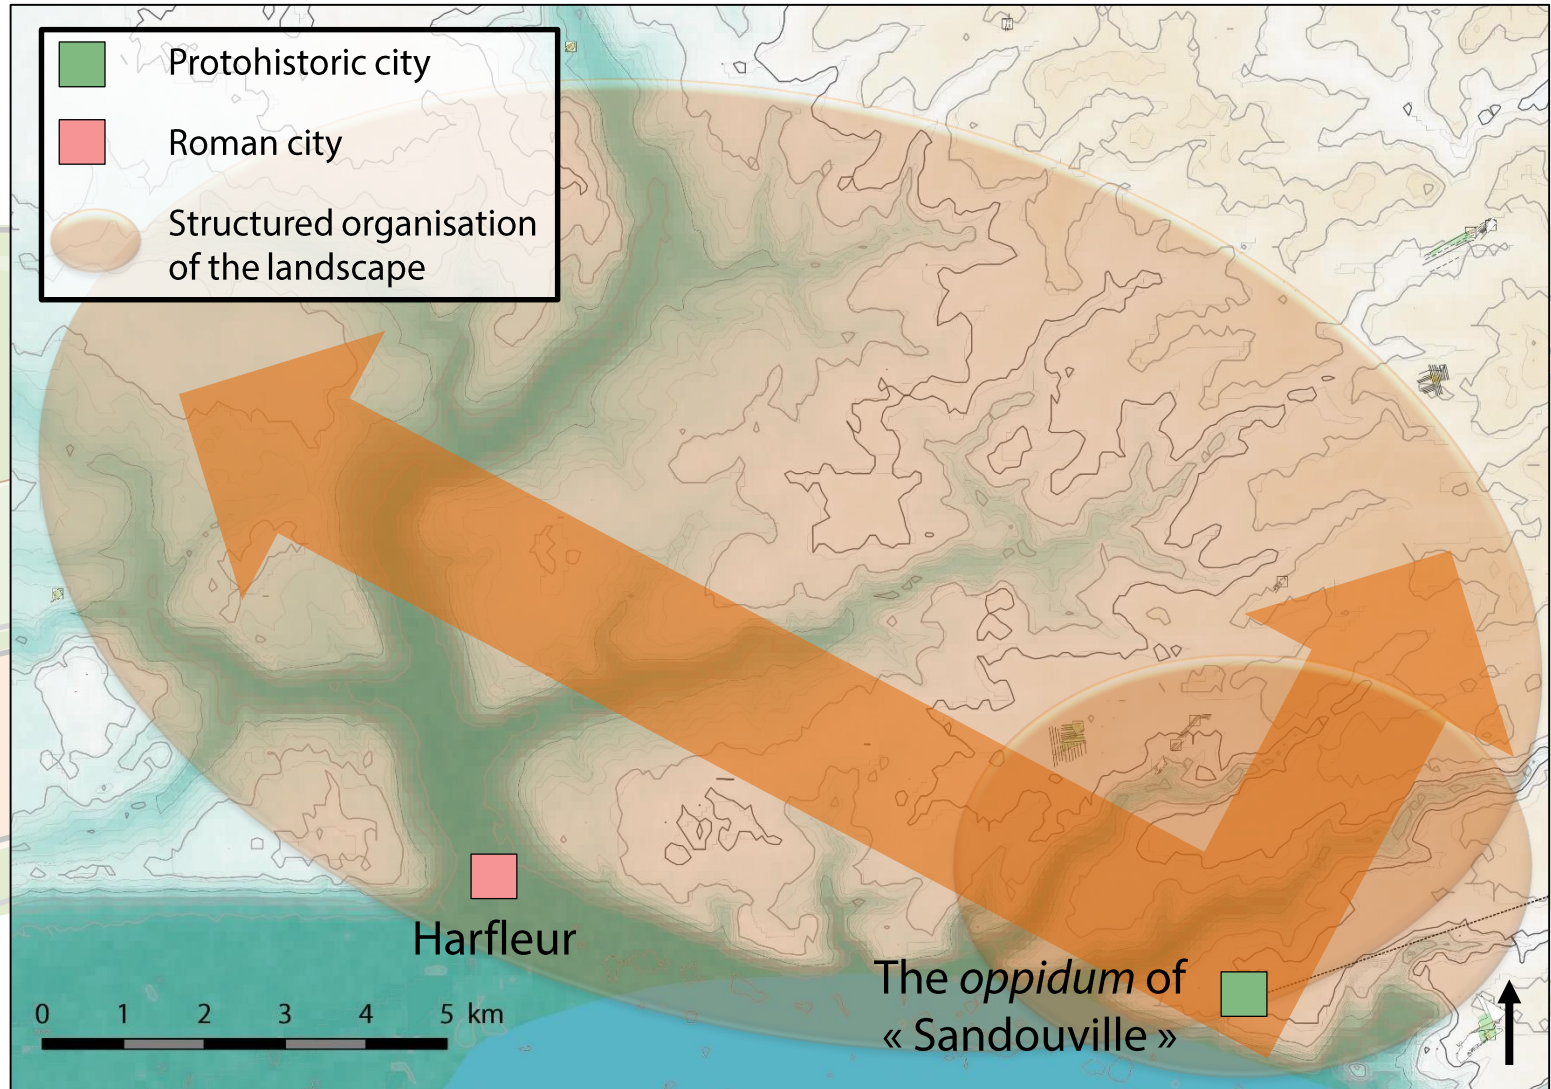 Protohistoric city
Roman city
Structured organisation
of the landscape
Harfleur
The oppidum of
« Sandouville »
0 1 2 3 4 5 km